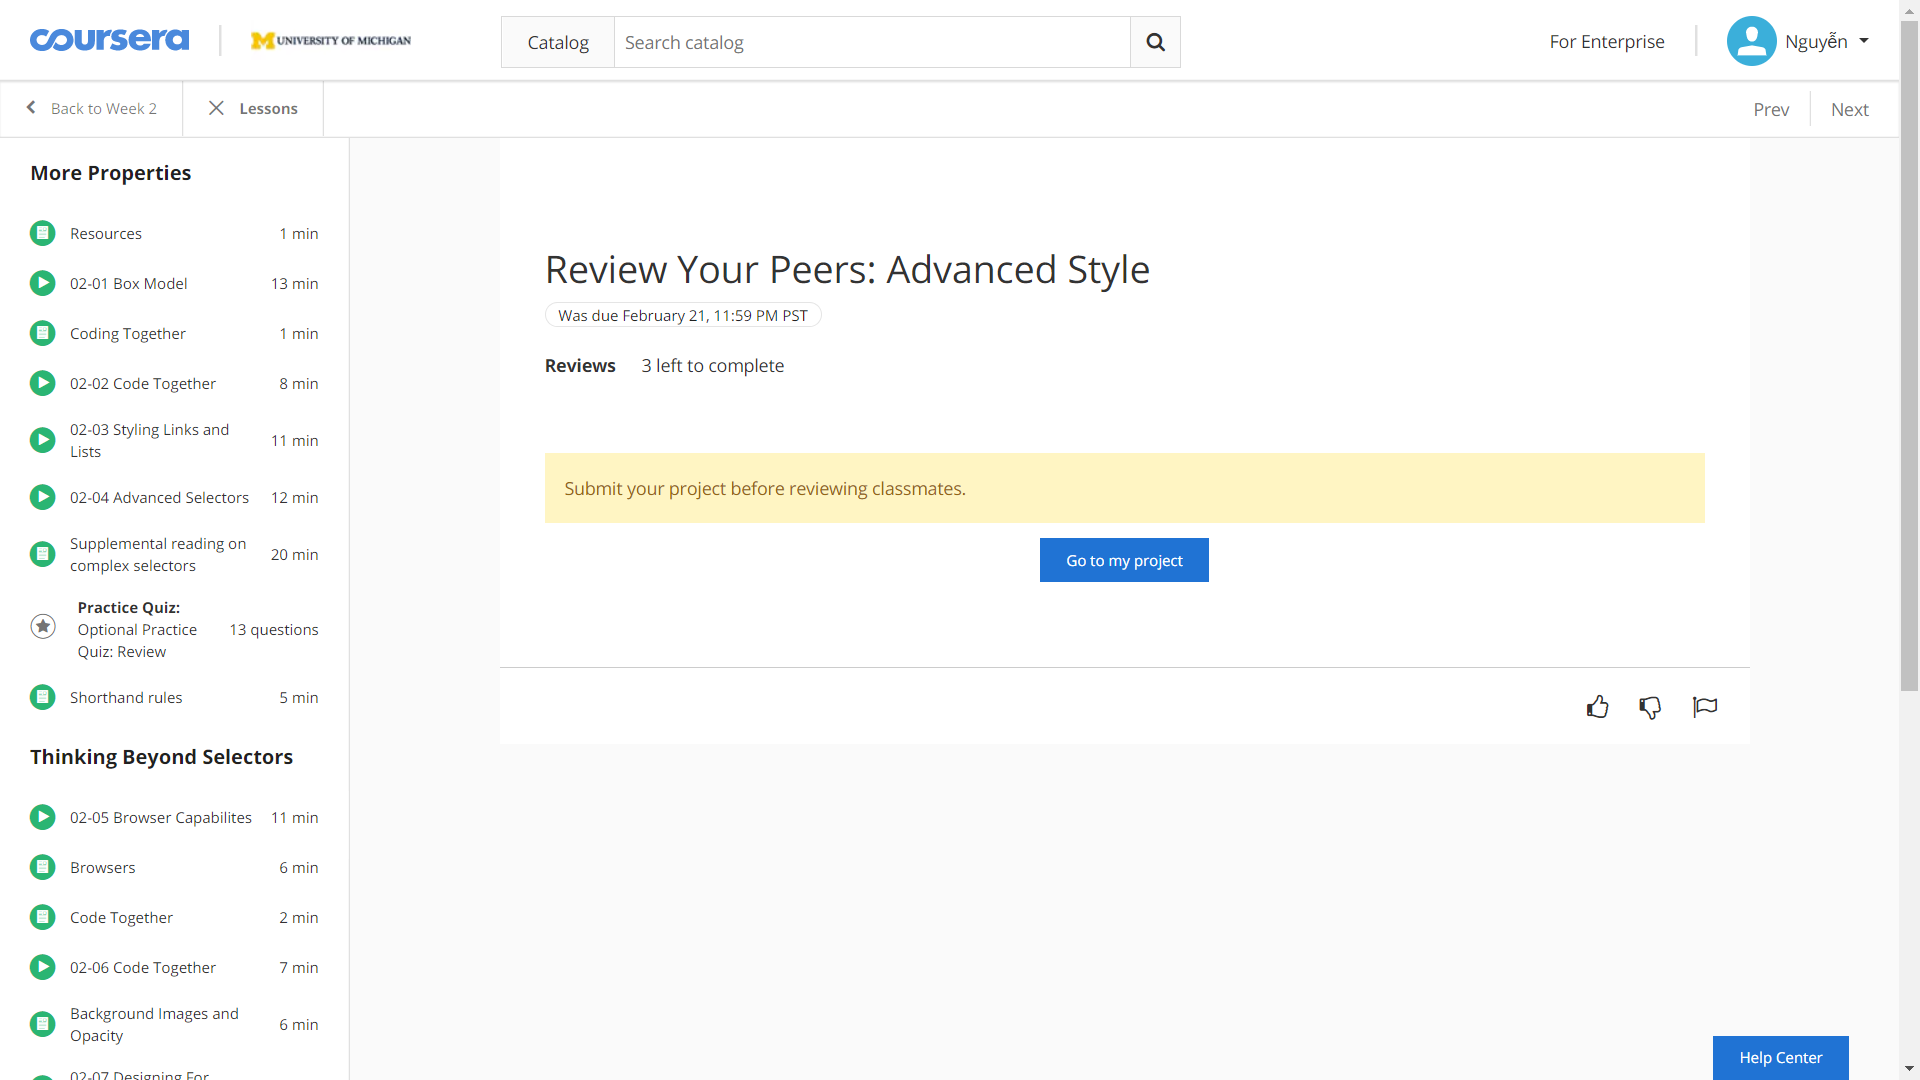 coursera
M UNIVERSITY OF MICHIGAN
Catalog
Search catalog
For Enterprise
Nguyễn
Back to Week 2
Lessons
Prev
Next
More Properties
Resources 1 min
02-01 Box Model 13 min
Coding Together 1 min
02-02 Code Together 8 min
02-03 Styling Links and
Lists
11 min
02-04 Advanced Selectors 12 min
Supplemental reading on
complex selectors
20 min
Practice Quiz:
Optional Practice
Quiz: Review
13 questions
Shorthand rules 5 min
Thinking Beyond Selectors
02-05 Browser Capabilites 11 min
Browsers 6 min
Code Together 2 min
02-06 Code Together 7 min
Background Images and
Opacity
6 min
02-07 Designing For
Review Your Peers: Advanced Style
Was due February 21, 11:59 PM PST
Reviews 3 left to complete
Submit your project before reviewing classmates.
Go to my project
Help Center